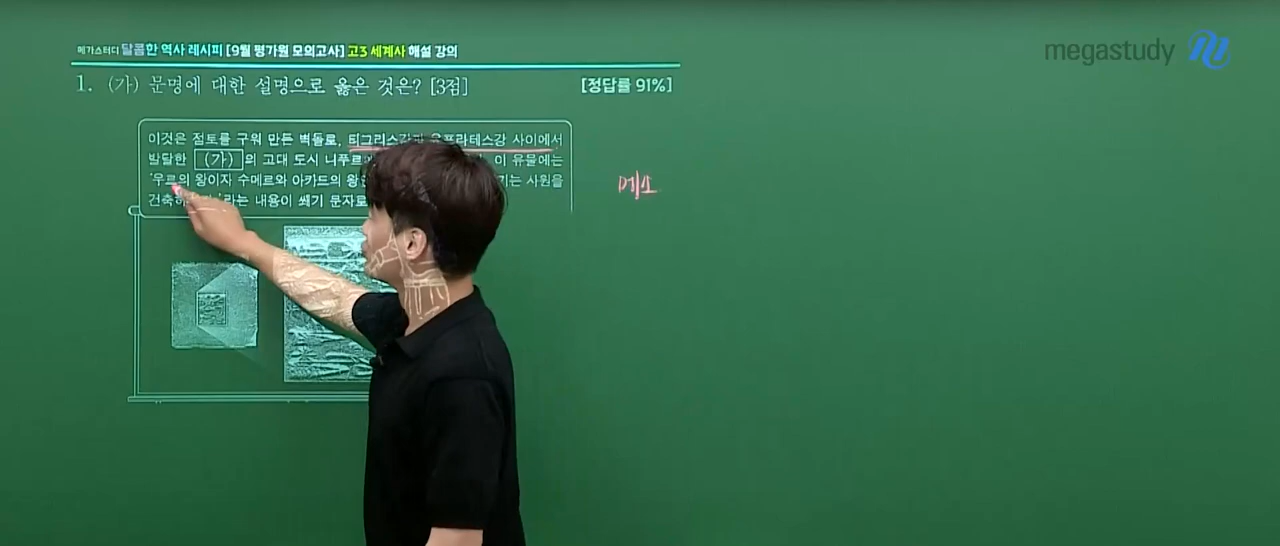 메가스터디 달콤한 역사 레시피 [9월 평가원 모의고사] 고3 세계사 해설 강의
megastudy
1. (가) 문명에 대한 설명으로 옳은 것은? [3점]
[정답률 91%]
이것은 점토를 구워 만든 벽돌로, 티그리스강과 유프라테스강 사이에서
발달한 (가) 의 고대 도시 니푸르 이 유물에는
'우르의 왕이자 수메르와 아카드의 왕 사원을
건축 '라는 내용이 쐐기 문자로
메소